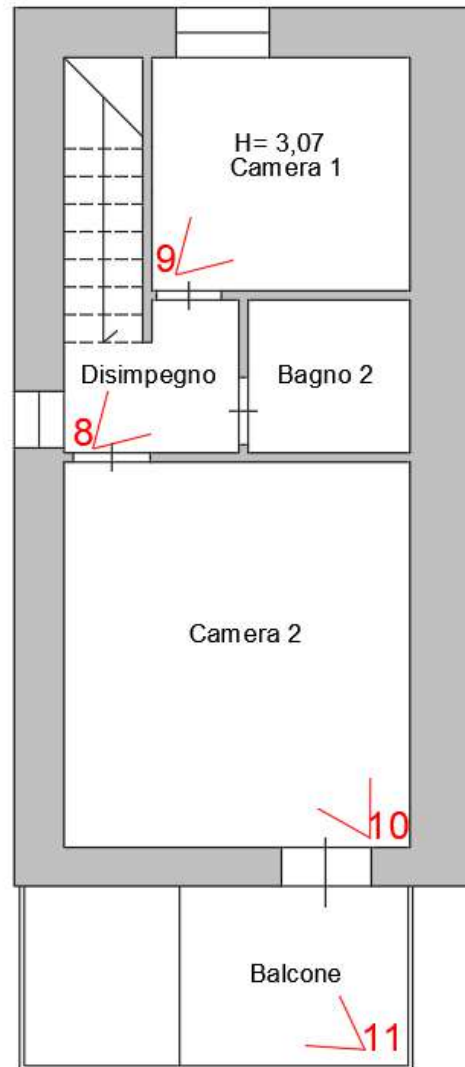 H= 3,07
Camera 1
9
Disimpegno
Bagno 2
8
Camera 2
10
Balcone
11